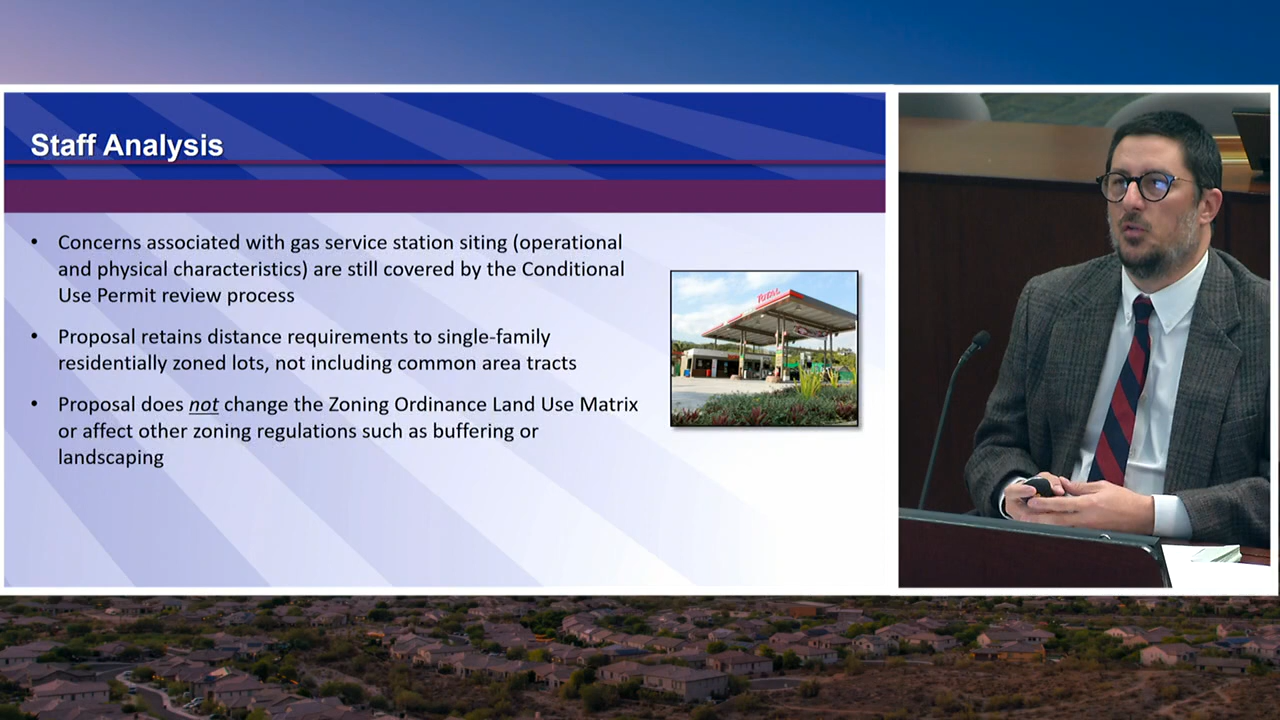 Staff Analysis
• Concerns associated with gas service station siting (operational
and physical characteristics) are still covered by the Conditional
Use Permit review process
• Proposal retains distance requirements to single-family
residentially zoned lots, not including common area tracts
• Proposal does not change the Zoning Ordinance Land Use Matrix
or affect other zoning regulations such as buffering or
landscaping
TOTAL